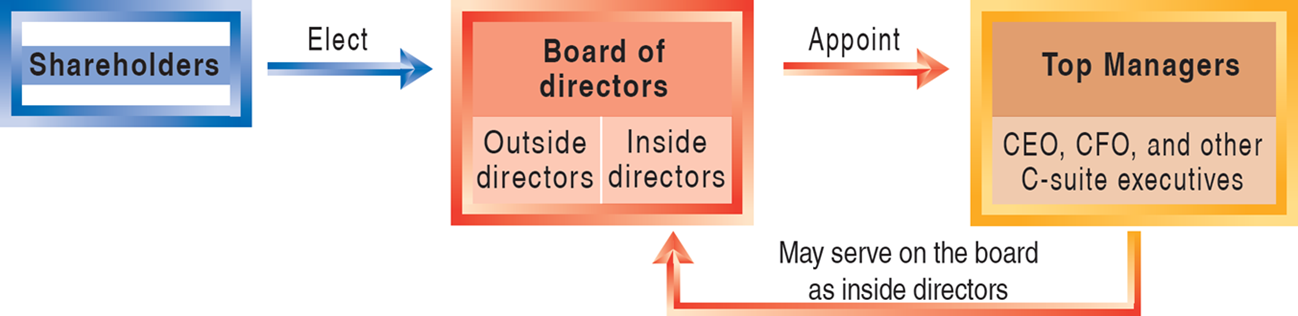 Shareholders
Elect
Board of
directors
Outside
directors
Inside
directors
Appoint
Top Managers
CEO, CFO, and other
C-suite executives
May serve on the board
as inside directors